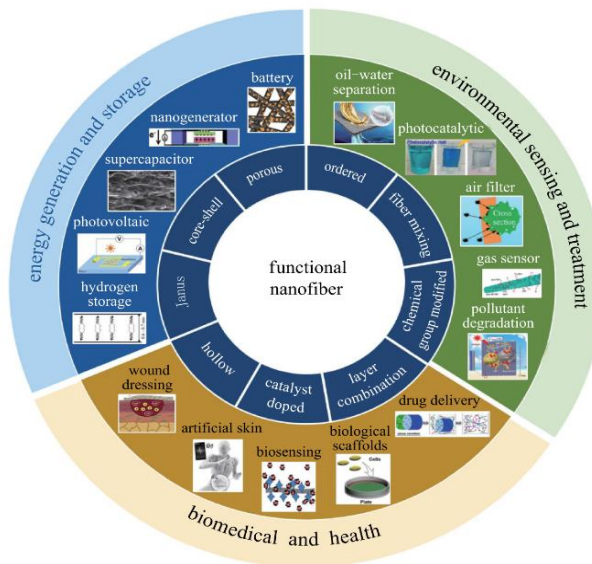 energy generation and storage
environmental sensing and treatment
biomedical and health
battery
nanogenerator
supercapacitor
photovoltaic
hydrogen
storage
oil−water
separation
photocatalytic
air filter
Cross
section
gas sensor
pollutant
degradation
wound
dressing
artificial skin
biosensing
biological
scaffolds
Cells
Plate
drug delivery
porous
ordered
fiber mixing
chemical
group modified
layer
combination
catalyst
doped
hollow
Janus
core-shell
functional
nanofiber
V
A
e⁻